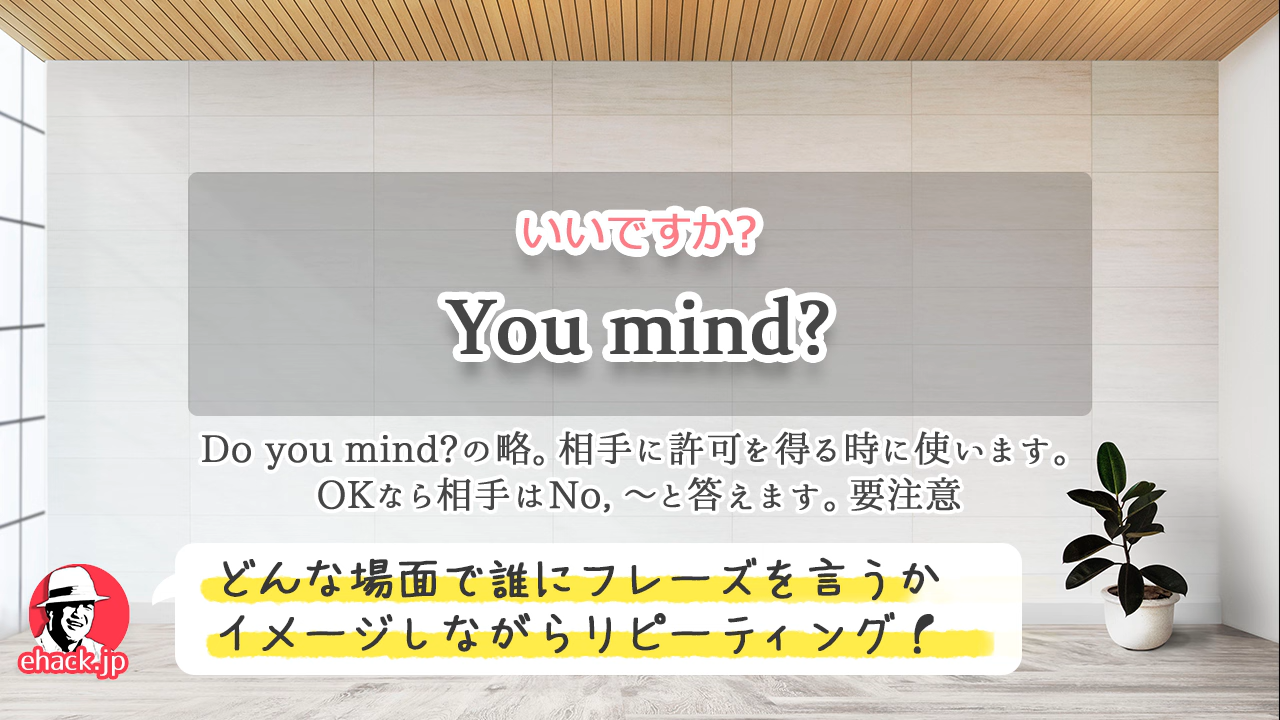 いいですか?
You mind?
Do you mind?の略。相手に許可を得る時に使います。
OKなら相手はNo, 〜と答えます。要注意
どんな場面で誰にフレーズを言うか
イメージしながらリピーティング!
ehack.jp